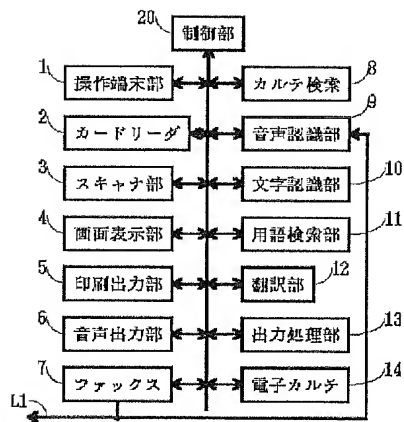 20
制御部
1
操作端末部
8
カルテ検索
2
カードリーダ
9
音声認識部
3
スキャナ部
10
文字認識部
4
画面表示部
11
用語検索部
5
印刷出力部
12
翻訳部
6
音声出力部
13
出力処理部
7
ファックス
14
電子カルテ
L1